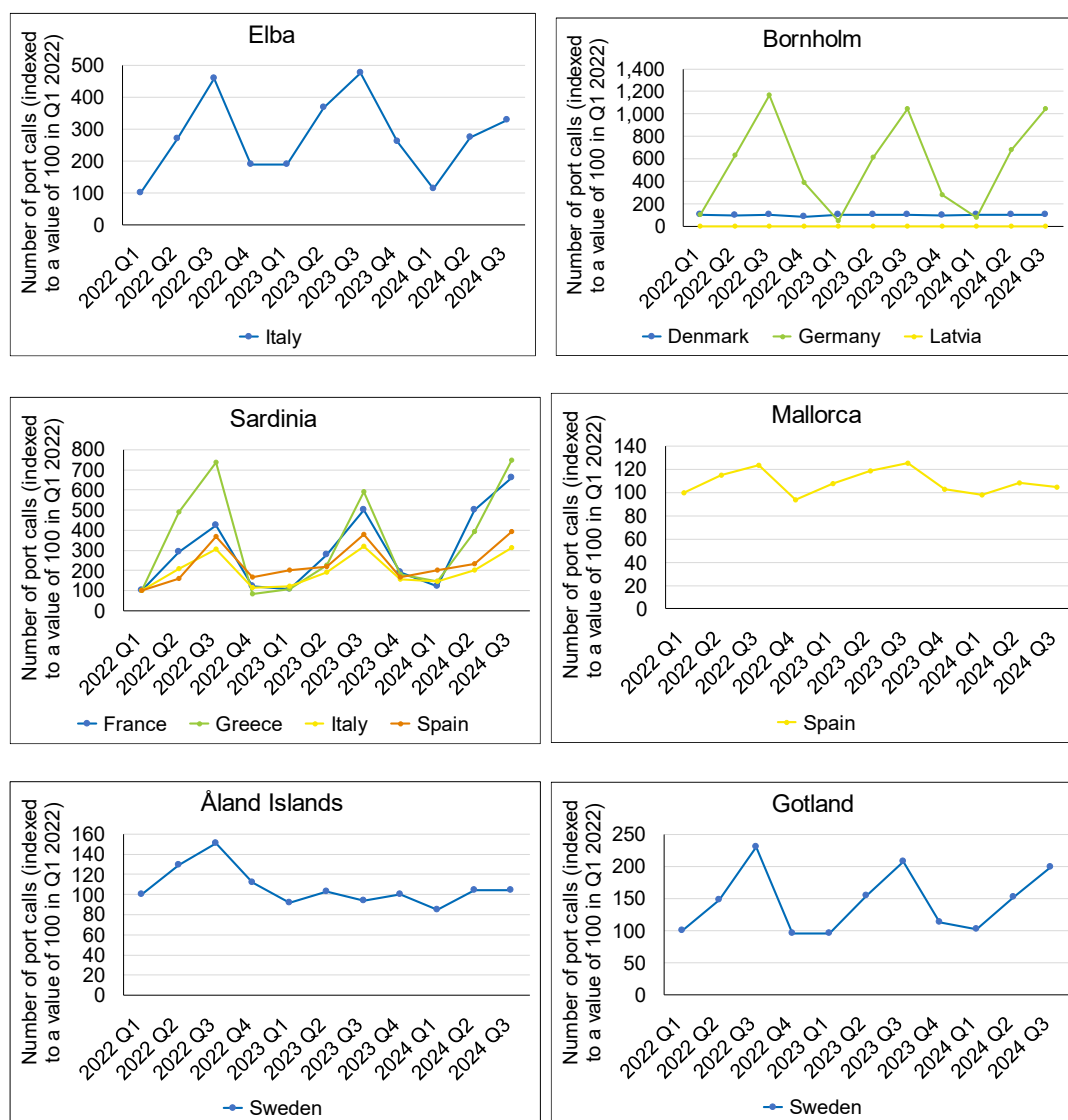 Elba
Number of port calls (indexed
to a value of 100 in Q1 2022)
500
400
300
200
100
0
2022 Q1
2022 Q2
2022 Q3
2022 Q4
2023 Q1
2023 Q2
2023 Q3
2023 Q4
2024 Q1
2024 Q2
2024 Q3
Italy
Bornholm
Number of port calls (indexed
to a value of 100 in Q1 2022)
1,400
1,200
1,000
800
600
400
200
0
2022 Q1
2022 Q2
2022 Q3
2022 Q4
2023 Q1
2023 Q2
2023 Q3
2023 Q4
2024 Q1
2024 Q2
2024 Q3
Denmark Germany Latvia
Sardinia
Number of port calls (indexed
to a value of 100 in Q1 2022)
800
700
600
500
400
300
200
100
0
2022 Q1
2022 Q2
2022 Q3
2022 Q4
2023 Q1
2023 Q2
2023 Q3
2023 Q4
2024 Q1
2024 Q2
2024 Q3
France Greece Italy Spain
Mallorca
Number of port calls (indexed
to a value of 100 in Q1 2022)
140
120
100
80
60
40
20
0
2022 Q1
2022 Q2
2022 Q3
2022 Q4
2023 Q1
2023 Q2
2023 Q3
2023 Q4
2024 Q1
2024 Q2
2024 Q3
Spain
Åland Islands
Number of port calls (indexed
to a value of 100 in Q1 2022)
160
140
120
100
80
60
40
20
0
2022 Q1
2022 Q2
2022 Q3
2022 Q4
2023 Q1
2023 Q2
2023 Q3
2023 Q4
2024 Q1
2024 Q2
2024 Q3
Sweden
Gotland
Number of port calls (indexed
to a value of 100 in Q1 2022)
250
200
150
100
50
0
2022 Q1
2022 Q2
2022 Q3
2022 Q4
2023 Q1
2023 Q2
2023 Q3
2023 Q4
2024 Q1
2024 Q2
2024 Q3
Sweden